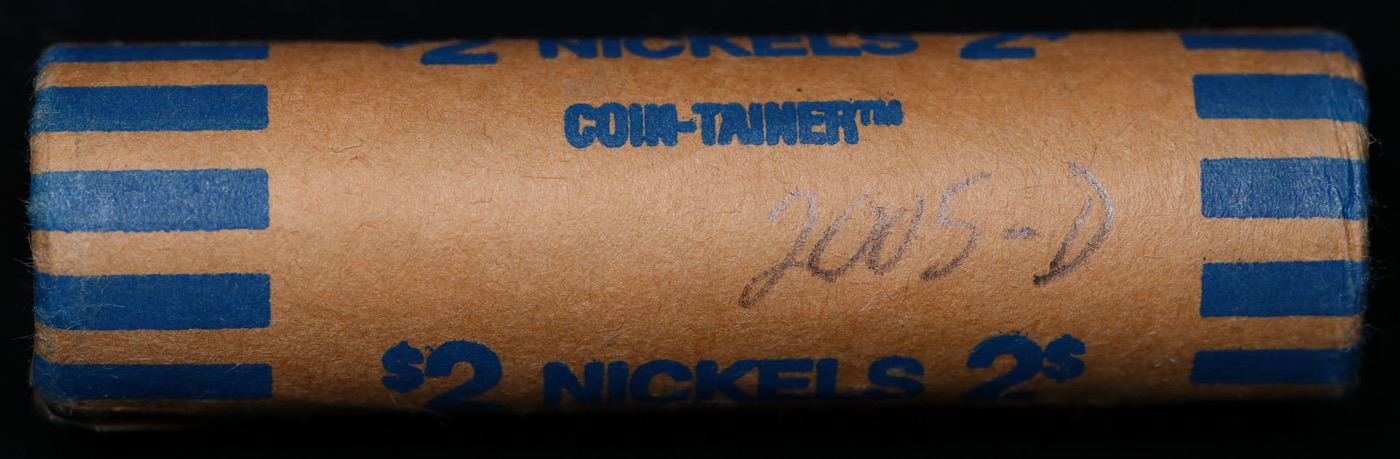 $2 NICKELS 2$
COIN-TAINER™
2005-D
$2 NICKELS 2$